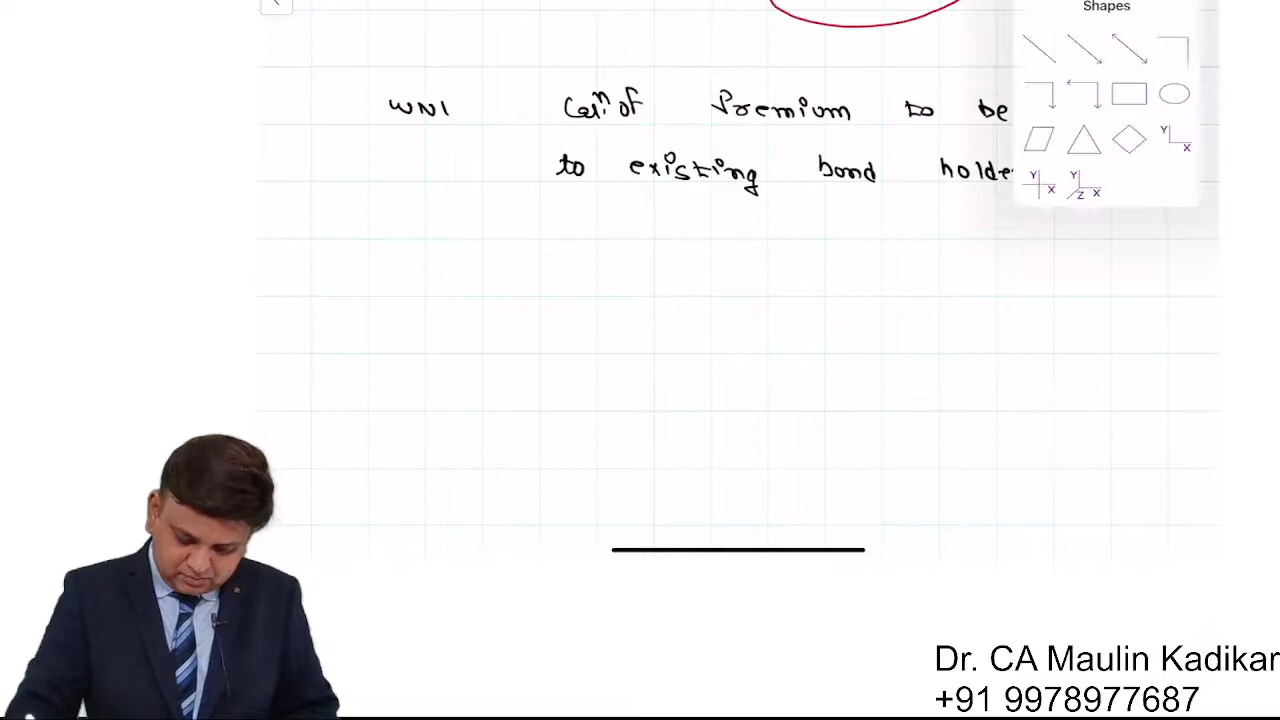 Shapes
WN1 Calⁿ of Premium to be
to existing bond holde
Y X
Y X Y Z X
Dr. CA Maulin Kadikar
+91 9978977687